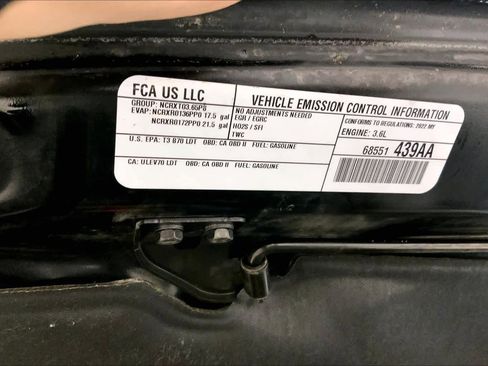 FCA US LLC
VEHICLE EMISSION CONTROL INFORMATION
GROUP: NCRXT03.65P0
EVAP: NCRXR0136PP0 17.5 gal
NCRXR0172PP0 21.5 gal
NO ADJUSTMENTS NEEDED
EGR / EGRC
HO2S / SFI
TWC
CONFORMS TO REGULATIONS: 2022 MY
ENGINE: 3.6L
U.S. EPA: T3 B70 LDT OBD: CA OBD II FUEL: GASOLINE
68551 439AA
CA: ULEV70 LDT OBD: CA OBD II FUEL: GASOLINE